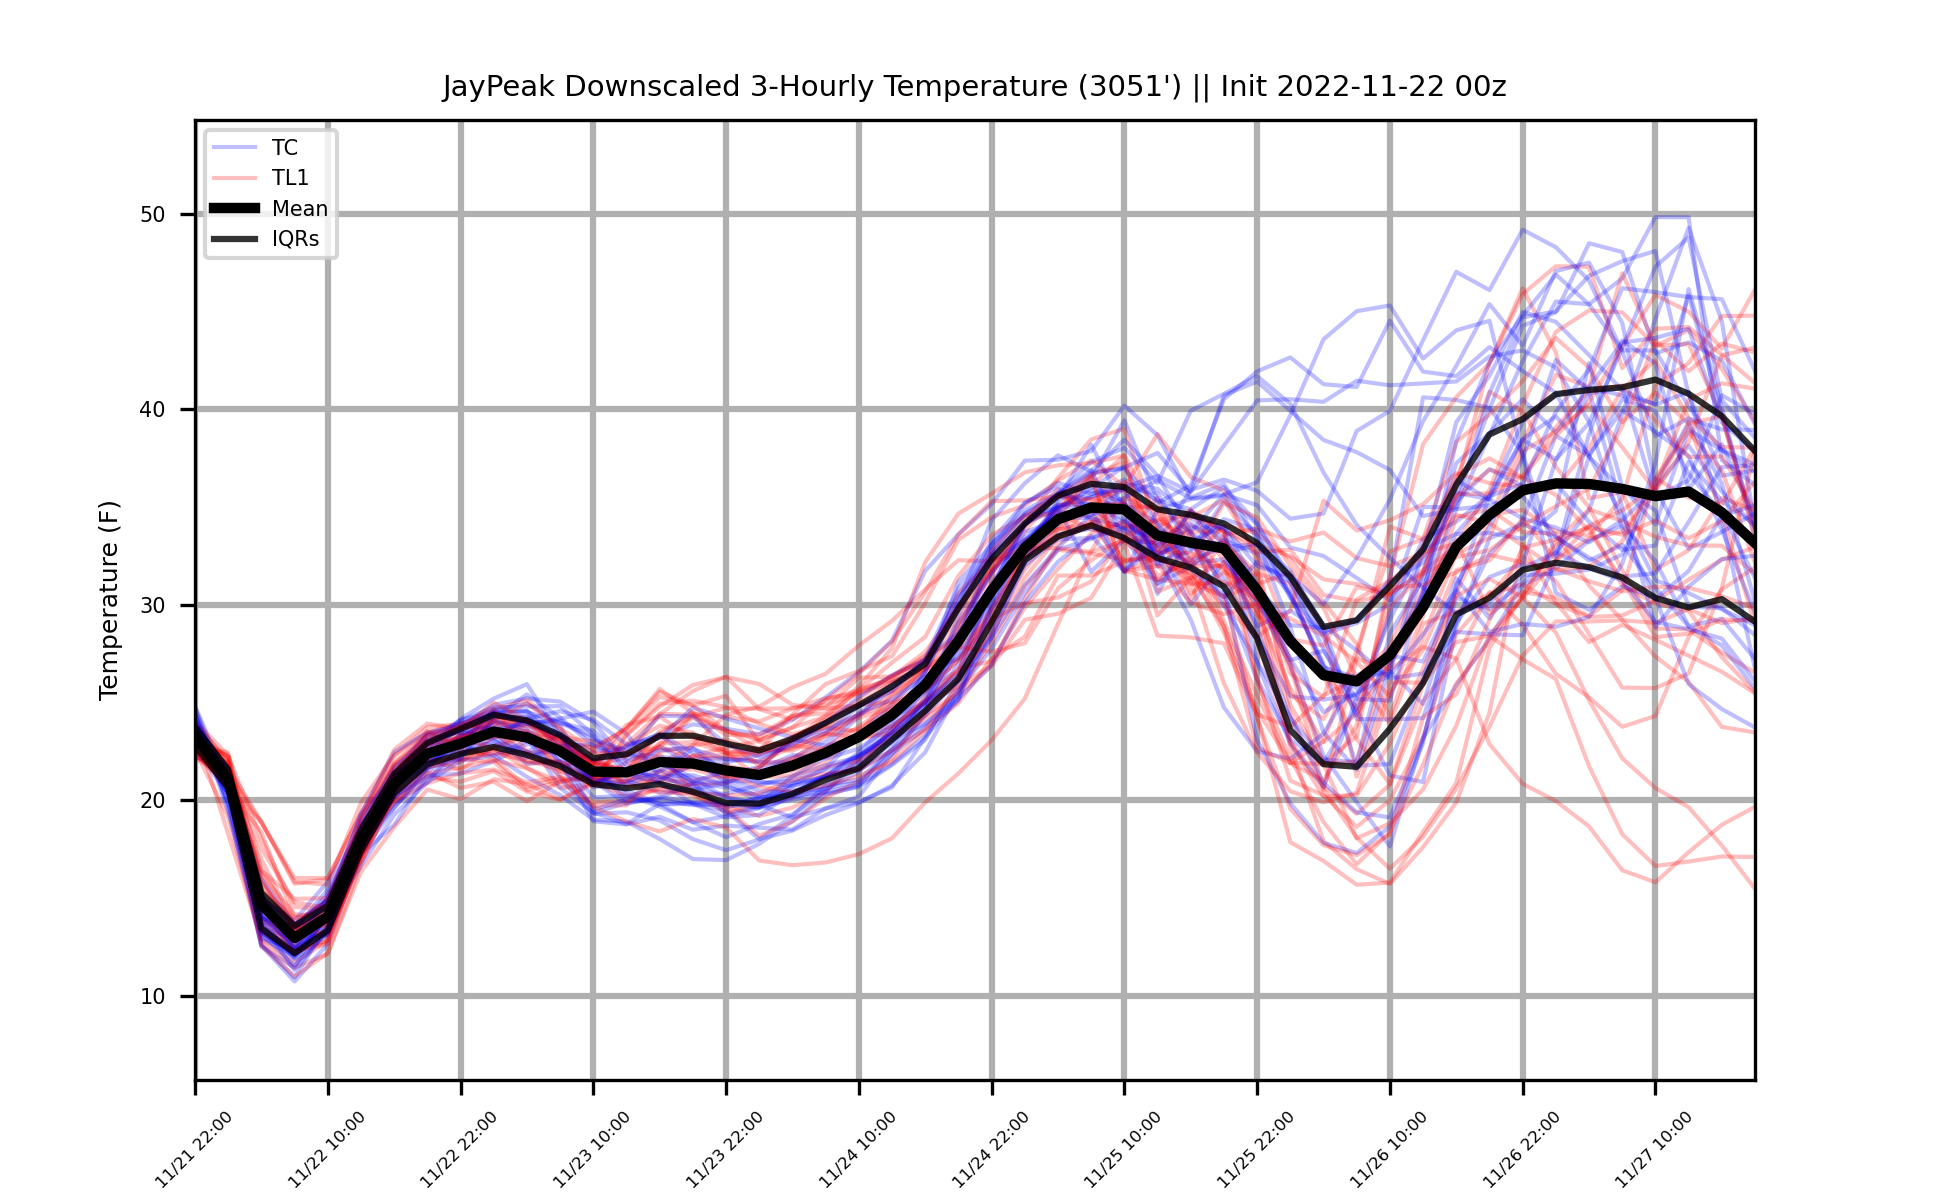 JayPeak Downscaled 3-Hourly Temperature (3051') || Init 2022-11-22 00z
TC
TL1
Mean
IQRs
Temperature (F)
50
40
30
20
10
11/21 22:00
11/22 10:00
11/22 22:00
11/23 10:00
11/23 22:00
11/24 10:00
11/24 22:00
11/25 10:00
11/25 22:00
11/26 10:00
11/26 22:00
11/27 10:00